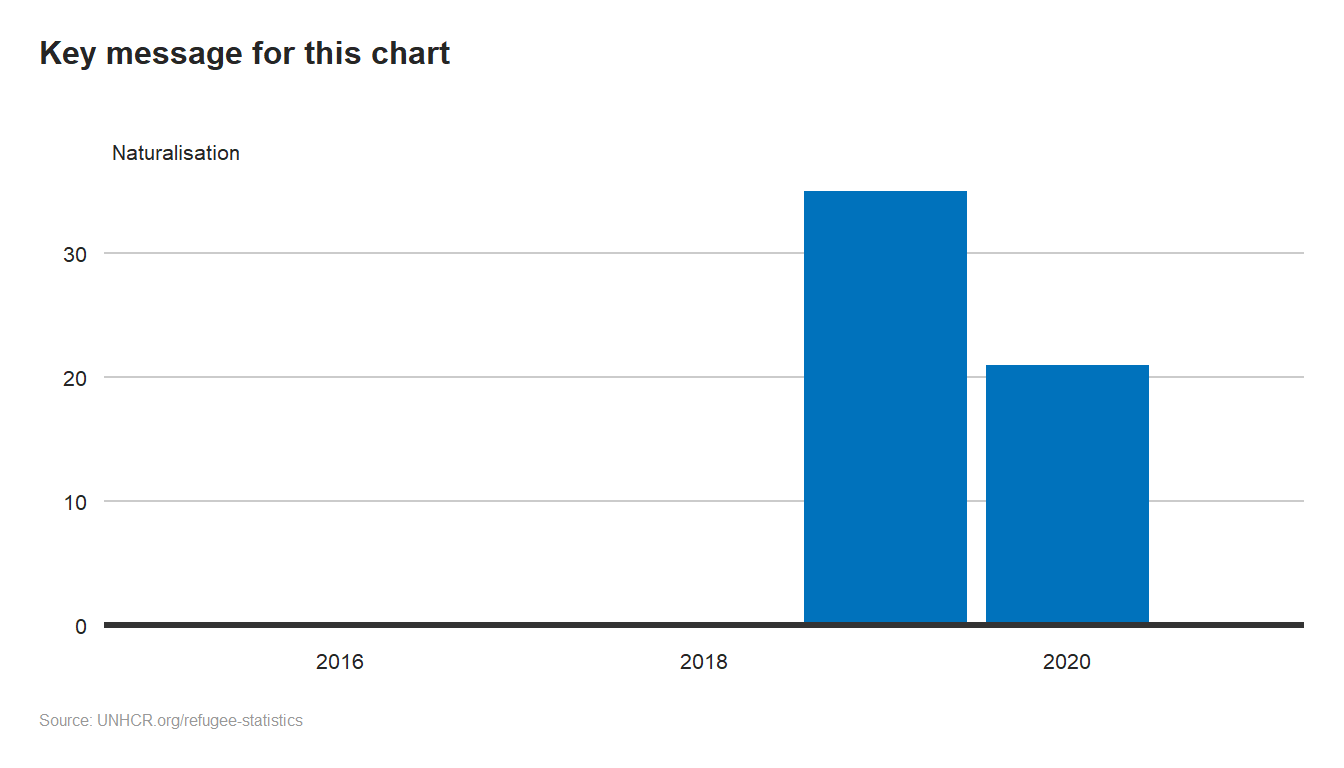 Key message for this chart
Naturalisation
30
20
10
0
2016 2018 2020
Source: UNHCR.org/refugee-statistics